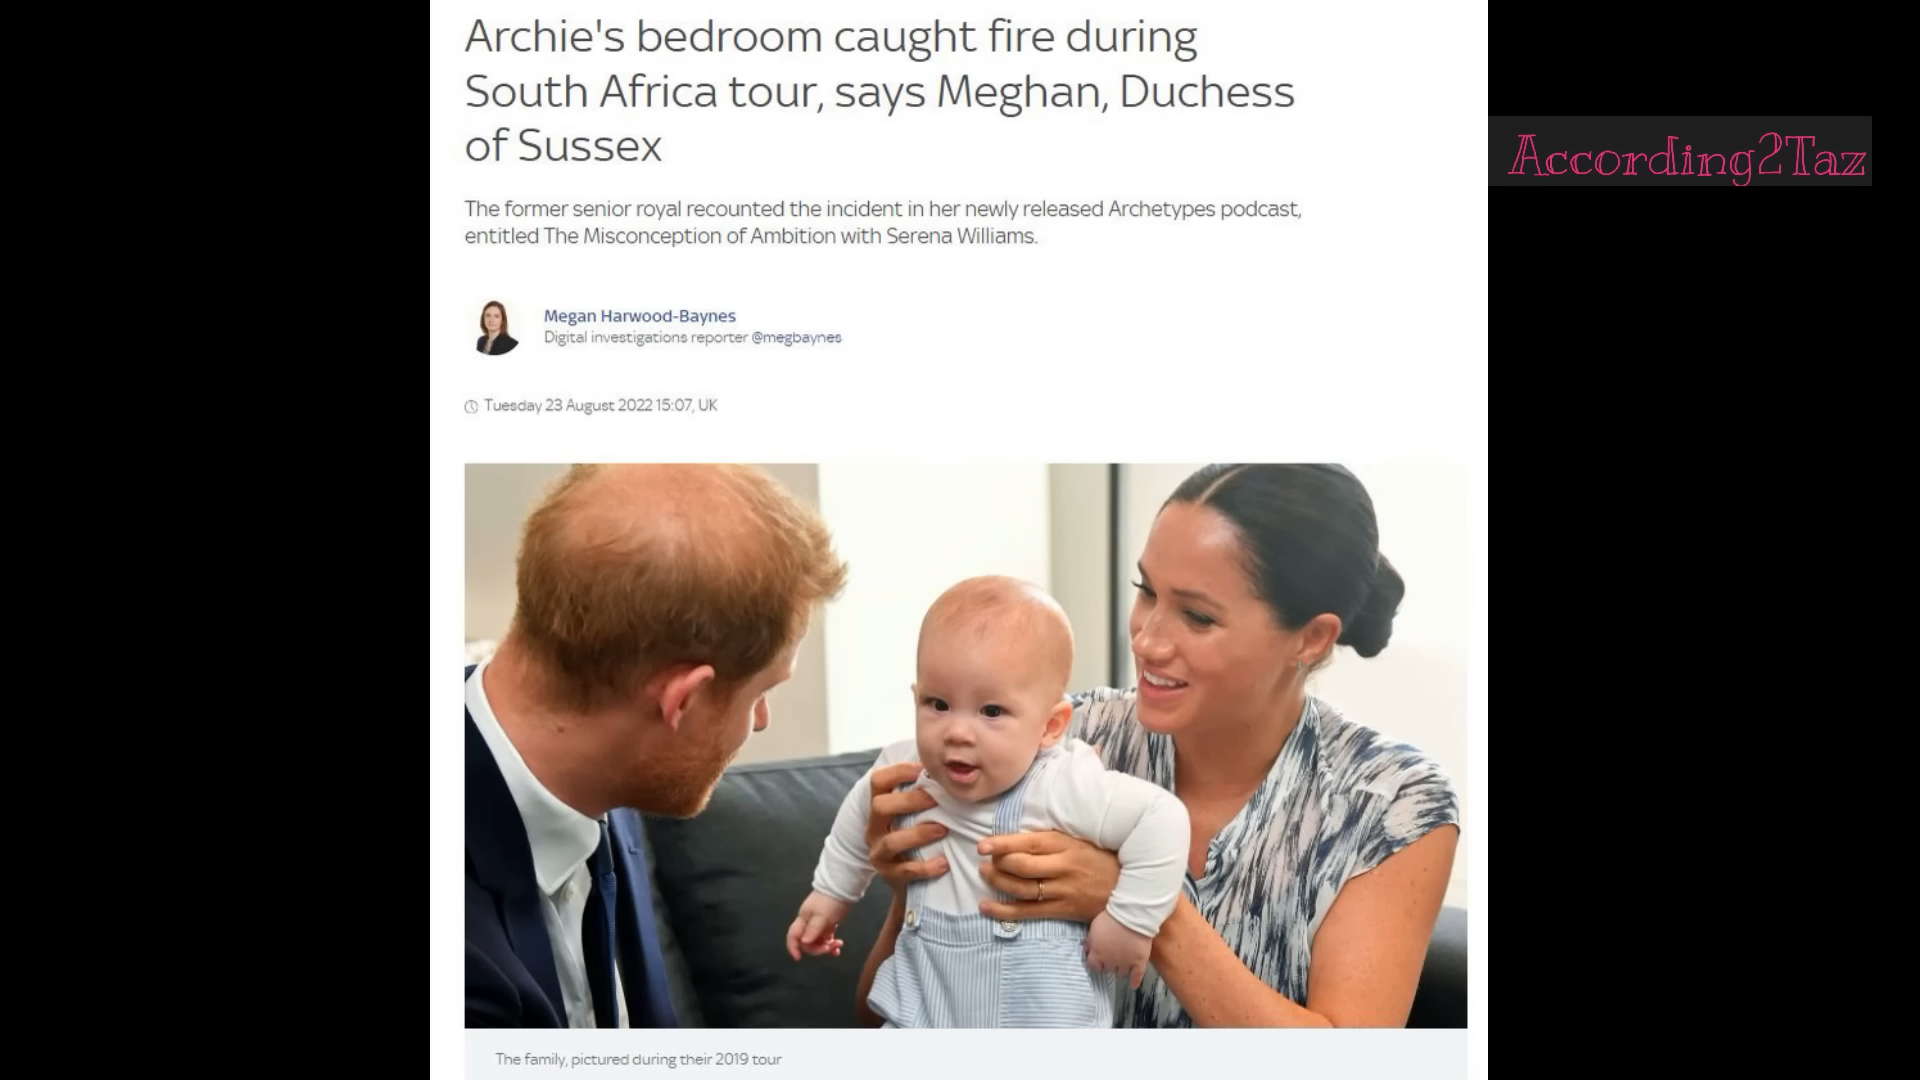 Archie's bedroom caught fire during
South Africa tour, says Meghan, Duchess
of Sussex
According2Taz
The former senior royal recounted the incident in her newly released Archetypes podcast,
entitled The Misconception of Ambition with Serena Williams.
Megan Harwood-Baynes
Digital investigations reporter @megbaynes
Tuesday 23 August 2022 15:07, UK
The family, pictured during their 2019 tour